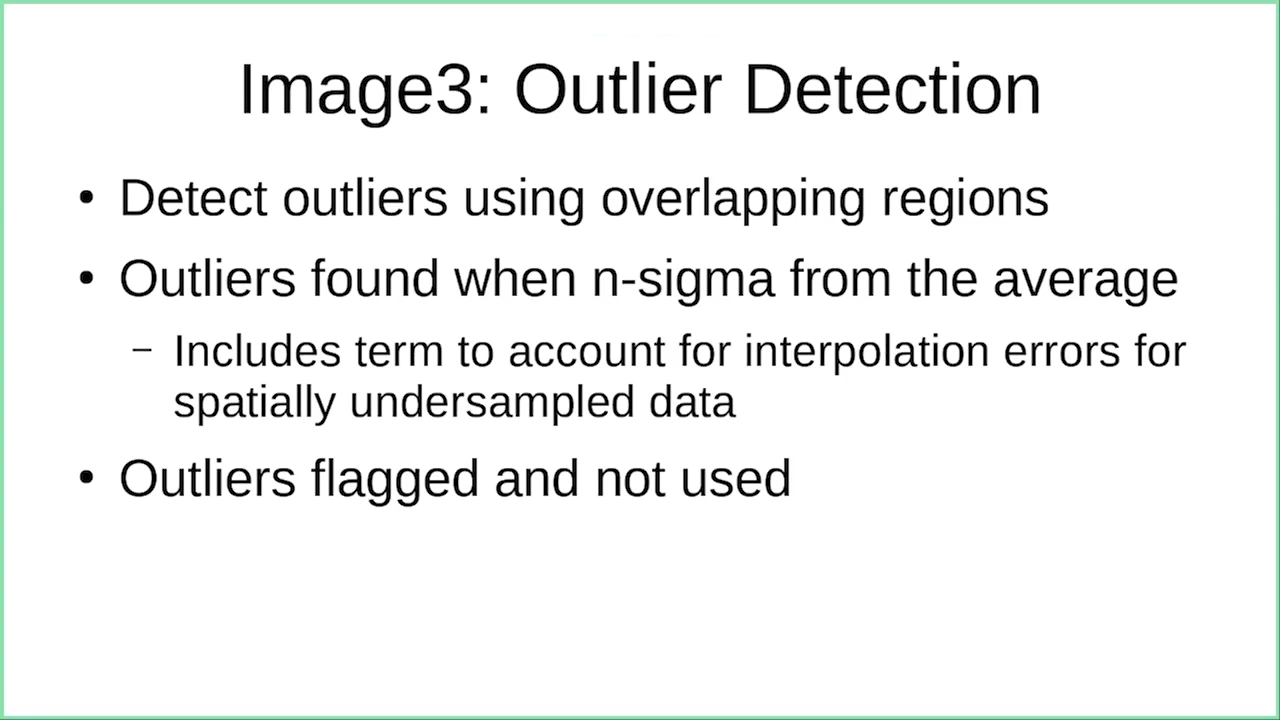 Image3: Outlier Detection
• Detect outliers using overlapping regions
• Outliers found when n-sigma from the average
– Includes term to account for interpolation errors for
spatially undersampled data
• Outliers flagged and not used